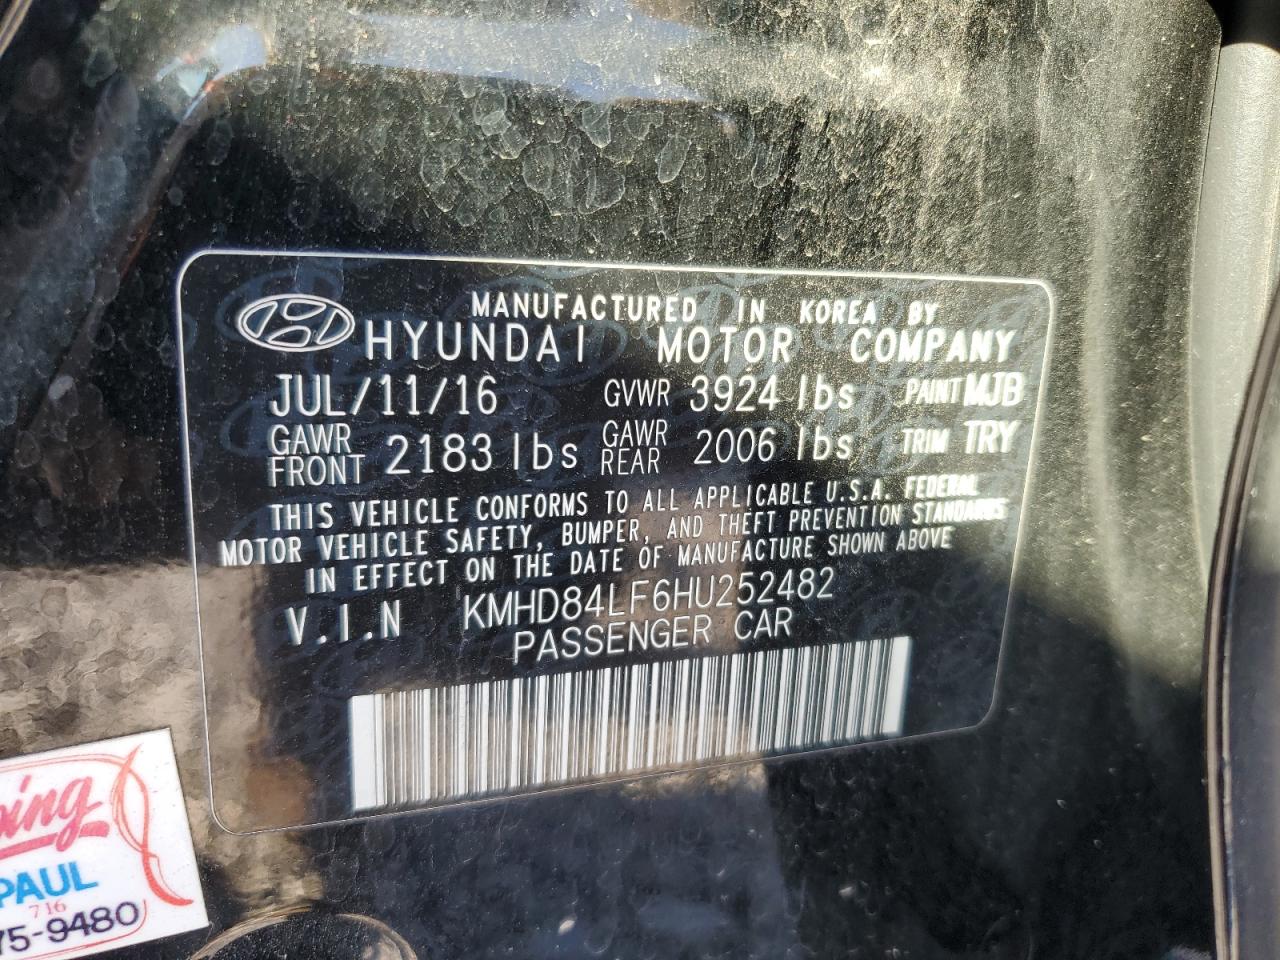 MANUFACTURED IN KOREA BY
HYUNDAI MOTOR COMPANY
JUL/11/16 GVWR 3924 lbs PAINT MJB
GAWR FRONT 2183 lbs GAWR REAR 2006 lbs TRIM TRY
THIS VEHICLE CONFORMS TO ALL APPLICABLE U.S.A. FEDERAL
MOTOR VEHICLE SAFETY, BUMPER, AND THEFT PREVENTION STANDARDS
IN EFFECT ON THE DATE OF MANUFACTURE SHOWN ABOVE
V.I.N KMHD84LF6HU252482
PASSENGER CAR
PAUL
716
75-9480